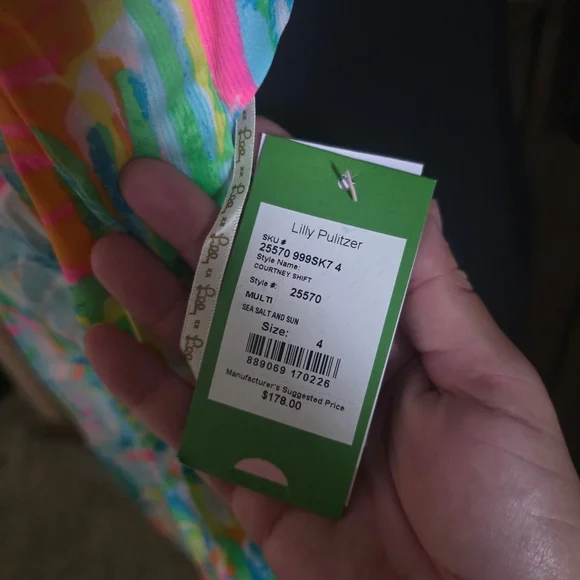 Lilly Pulitzer
SKU #
25570 999SK7 4
Style Name:
COURTNEY SHIFT
Style #: 25570
MULTI
SEA SALT AND SUN
Size: 4
889069 170226
Manufacturer's Suggested Price
$178.00